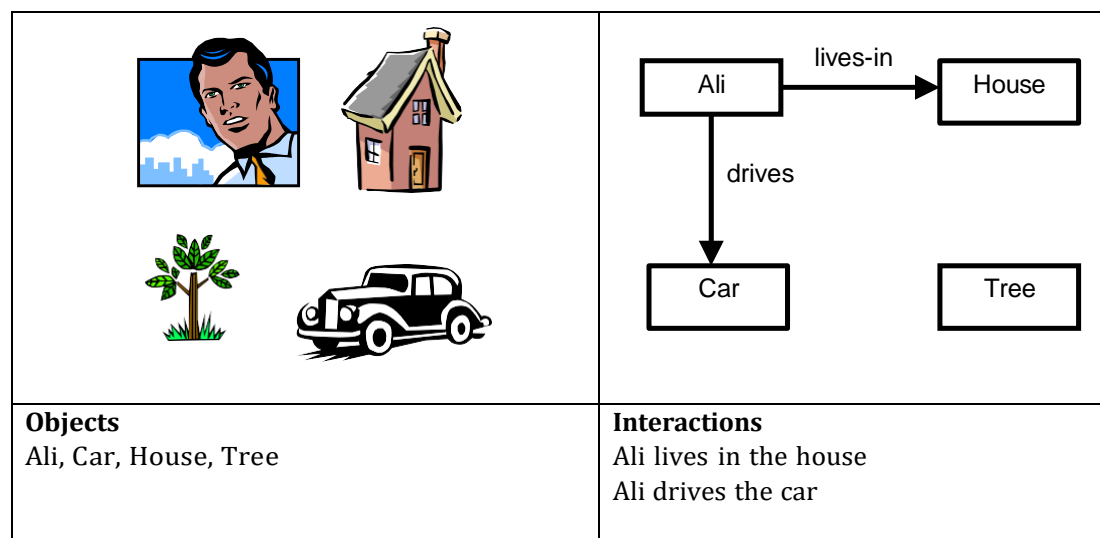 lives-in
Ali
House
drives
Car
Tree
Objects
Ali, Car, House, Tree
Interactions
Ali lives in the house
Ali drives the car